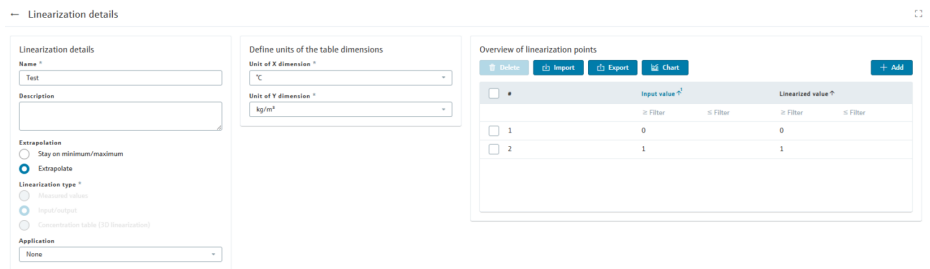 ← Linearization details
Linearization details
Name *
Test
Description
Extrapolation
Stay on minimum/maximum
Extrapolate
Linearization type *
Measured values
Input/output
Concentration table (3D linearization)
Application
None
Define units of the table dimensions
Unit of X dimension *
°C
Unit of Y dimension *
kg/m³
Overview of linearization points
Delete Import Export Chart + Add
# Input value ↑¹ Linearized value ↑
Filter Filter Filter Filter
1 0 0
2 1 1